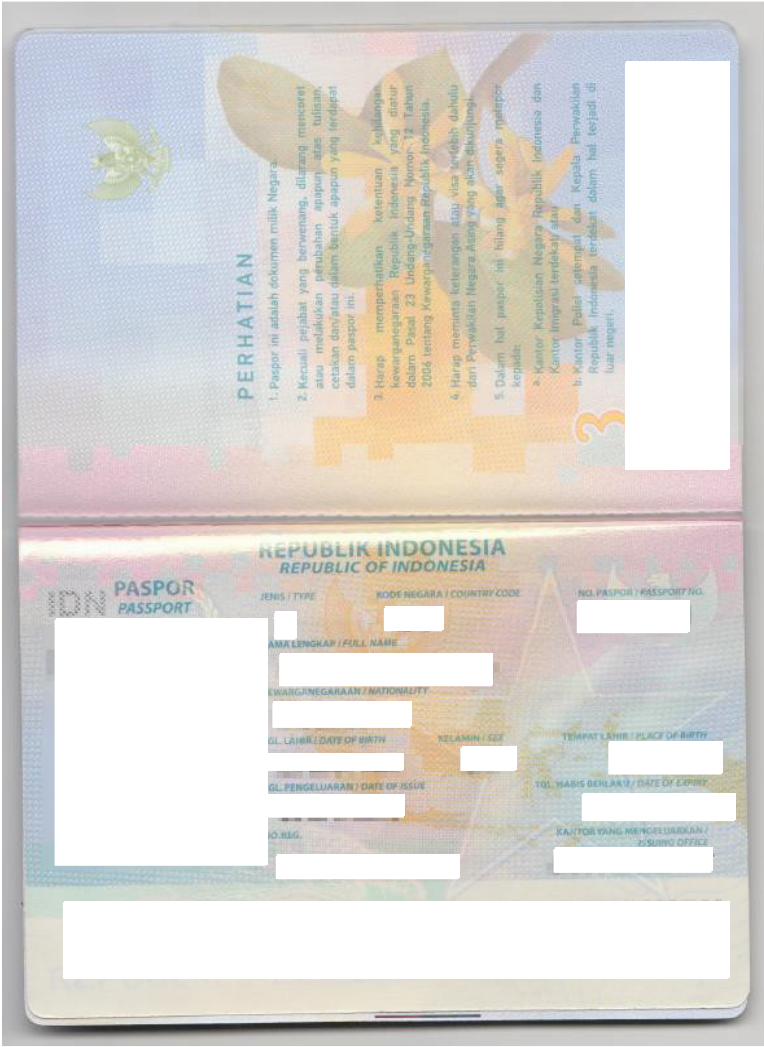 PERHATIAN
1. Paspor ini adalah dokumen milik Negara.
2. Kecuali pejabat yang berwenang, dilarang mencoret
atau melakukan perubahan apapun atas tulisan,
cetakan dan/atau dalam bentuk apapun yang terdapat
dalam paspor ini.
3. Harap memperhatikan ketentuan kehilangan
kewarganegaraan Republik Indonesia yang diatur
dalam Pasal 23 Undang-Undang Nomor 12 Tahun
2006 tentang Kewarganegaraan Republik Indonesia.
4. Harap meminta keterangan atau visa terlebih dahulu
dari Perwakilan Negara Asing yang akan dikunjungi.
5. Dalam hal paspor ini hilang agar segera melapor
kepada:
a. Kantor Kepolisian Negara Republik Indonesia dan
Kantor Imigrasi terdekat; atau
b. Kantor Polisi setempat dan Kepala Perwakilan
Republik Indonesia terdekat dalam hal terjadi di
luar negeri.
3
REPUBLIK INDONESIA
REPUBLIC OF INDONESIA
IDN
PASPOR
PASSPORT
JENIS / TYPE
KODE NEGARA / COUNTRY CODE
NO. PASPOR / PASSPORT NO.
AMA LENGKAP / FULL NAME
EWARGANEGARAAN / NATIONALITY
GL. LAHIR / DATE OF BIRTH
KELAMIN / SEX
TEMPAT LAHIR / PLACE OF BIRTH
GL. PENGELUARAN / DATE OF ISSUE
TGL. HABIS BERLAKU / DATE OF EXPIRY
O. REG.
KANTOR YANG MENGELUARKAN /
ISSUING OFFICE